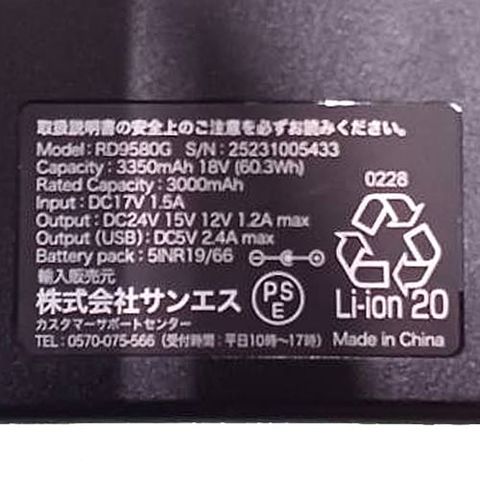 取扱説明書の安全上のご注意を必ずお読みください。
Model: RD9580G S/N: 25231005433
Capacity: 3350mAh 18V (60.3Wh)
Rated Capacity: 3000mAh
Input: DC17V 1.5A
Output: DC24V 15V 12V 1.2A max
Output (USB): DC5V 2.4A max
Battery pack: 5INR19/66
輸入販売元
株式会社サンエス
カスタマーサポートセンター
TEL: 0570-075-566 (受付時間:平日10時~17時)
PS
E
0228
Li-ion 20
Made in China